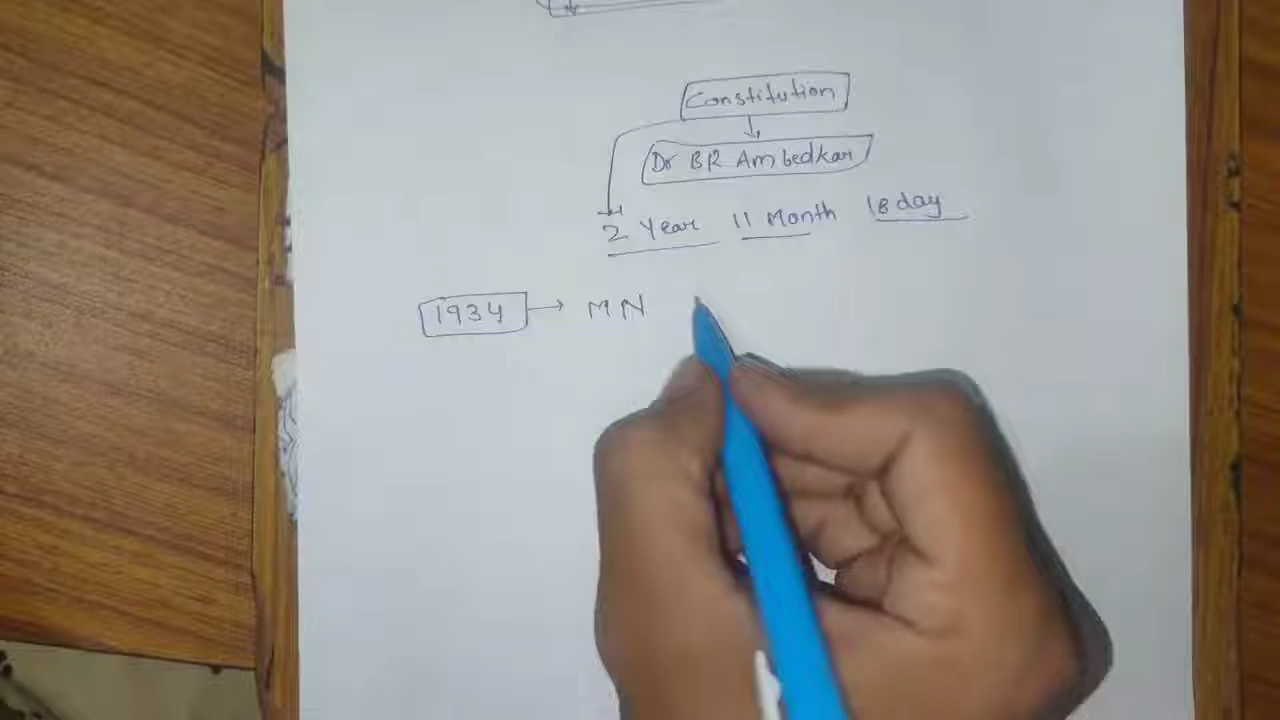 Constitution
Dr BR Ambedkar
2 Year 11 Month 18 day
1934 → MN